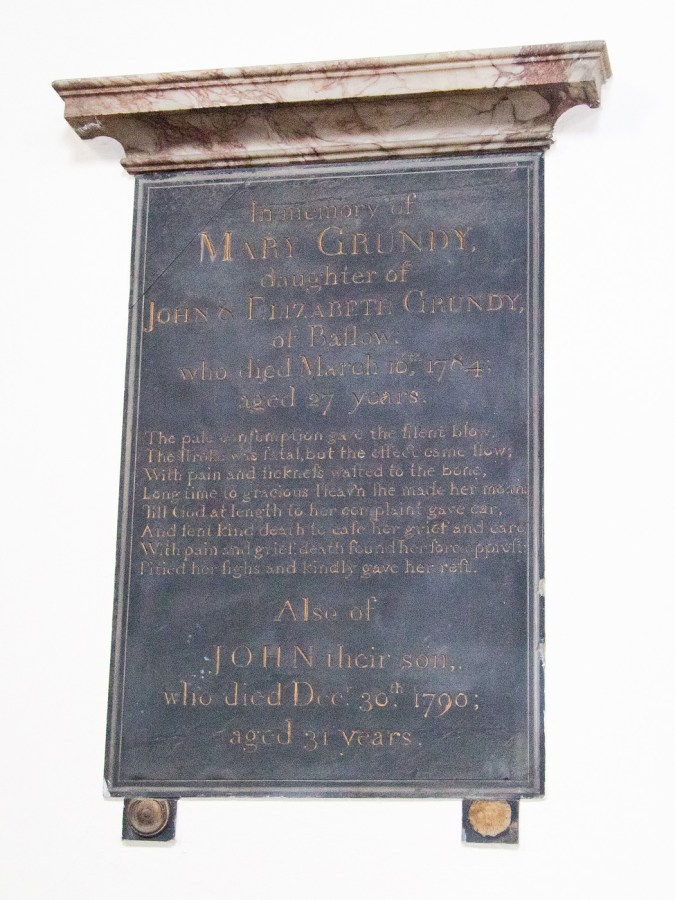 In memory of
MARY GRUNDY,
daughter of
JOHN & ELIZABETH GRUNDY,
of Baſlow:
who died March 10th, 1784;
aged 27 years.
The pale conſumption gave the ſilent blow,
The ſtroke was fatal, but the effect came ſlow;
With pain and ſickneſs waſted to the bone,
Long time to gracious Heav'n ſhe made her moan:
Till God at length to her complaint gave ear,
And ſent kind death to eaſe her grief and care
With pain and grief death found her ſore oppreſt:
Pitied her ſighs and kindly gave her reſt.
Also of
JOHN their son,
who died Decr. 30th. 1790;
aged 31 years.